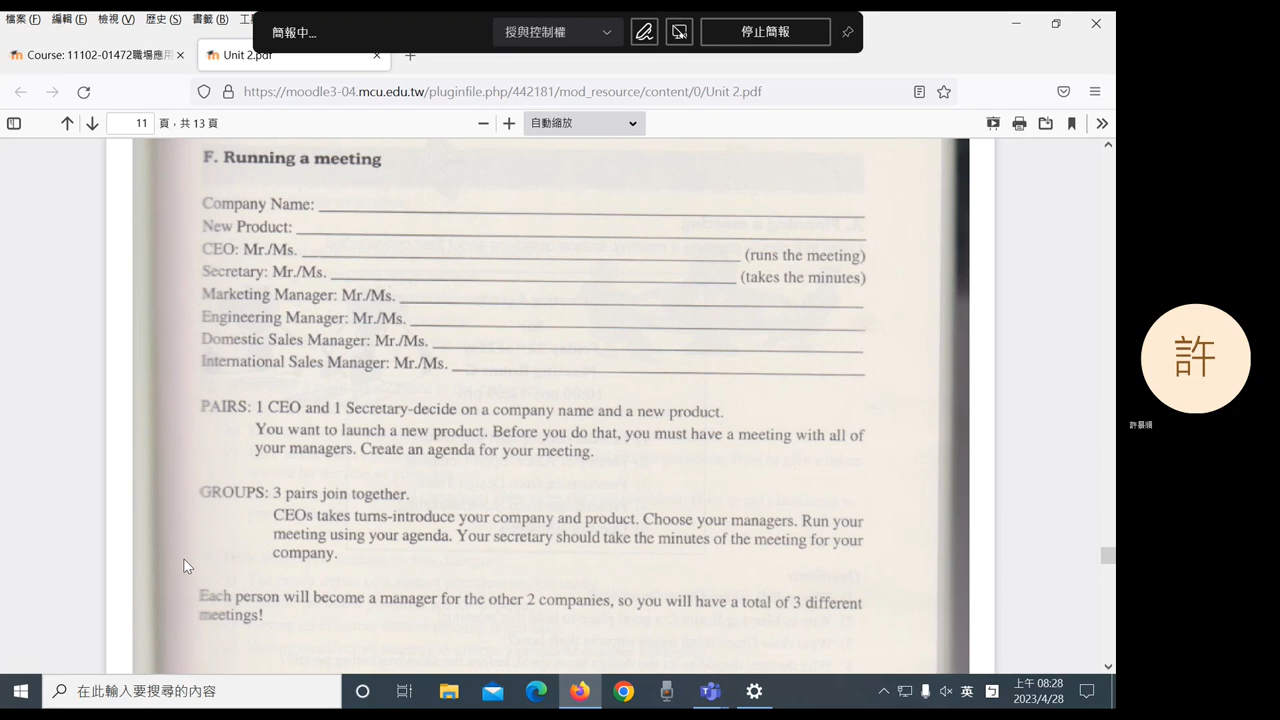 檔案 (F) 編輯 (E) 檢視 (V) 歷史 (S) 書籤 (B)
簡報中...
授與控制權
停止簡報
Course: 11102-01472職場應用
Unit 2.pdf
https://moodle3-04.mcu.edu.tw/pluginfile.php/442181/mod_resource/content/0/Unit 2.pdf
11 頁，共 13 頁
自動縮放
F. Running a meeting
Company Name:
New Product:
CEO: Mr./Ms. (runs the meeting)
Secretary: Mr./Ms. (takes the minutes)
Marketing Manager: Mr./Ms.
Engineering Manager: Mr./Ms.
Domestic Sales Manager: Mr./Ms.
International Sales Manager: Mr./Ms.
PAIRS: 1 CEO and 1 Secretary-decide on a company name and a new product.
You want to launch a new product. Before you do that, you must have a meeting with all of
your managers. Create an agenda for your meeting.
GROUPS: 3 pairs join together.
CEOs takes turns-introduce your company and product. Choose your managers. Run your
meeting using your agenda. Your secretary should take the minutes of the meeting for your
company.
Each person will become a manager for the other 2 companies, so you will have a total of 3 different
meetings!
許
許景順
在此輸入要搜尋的內容
英
上午 08:28
2023/4/28